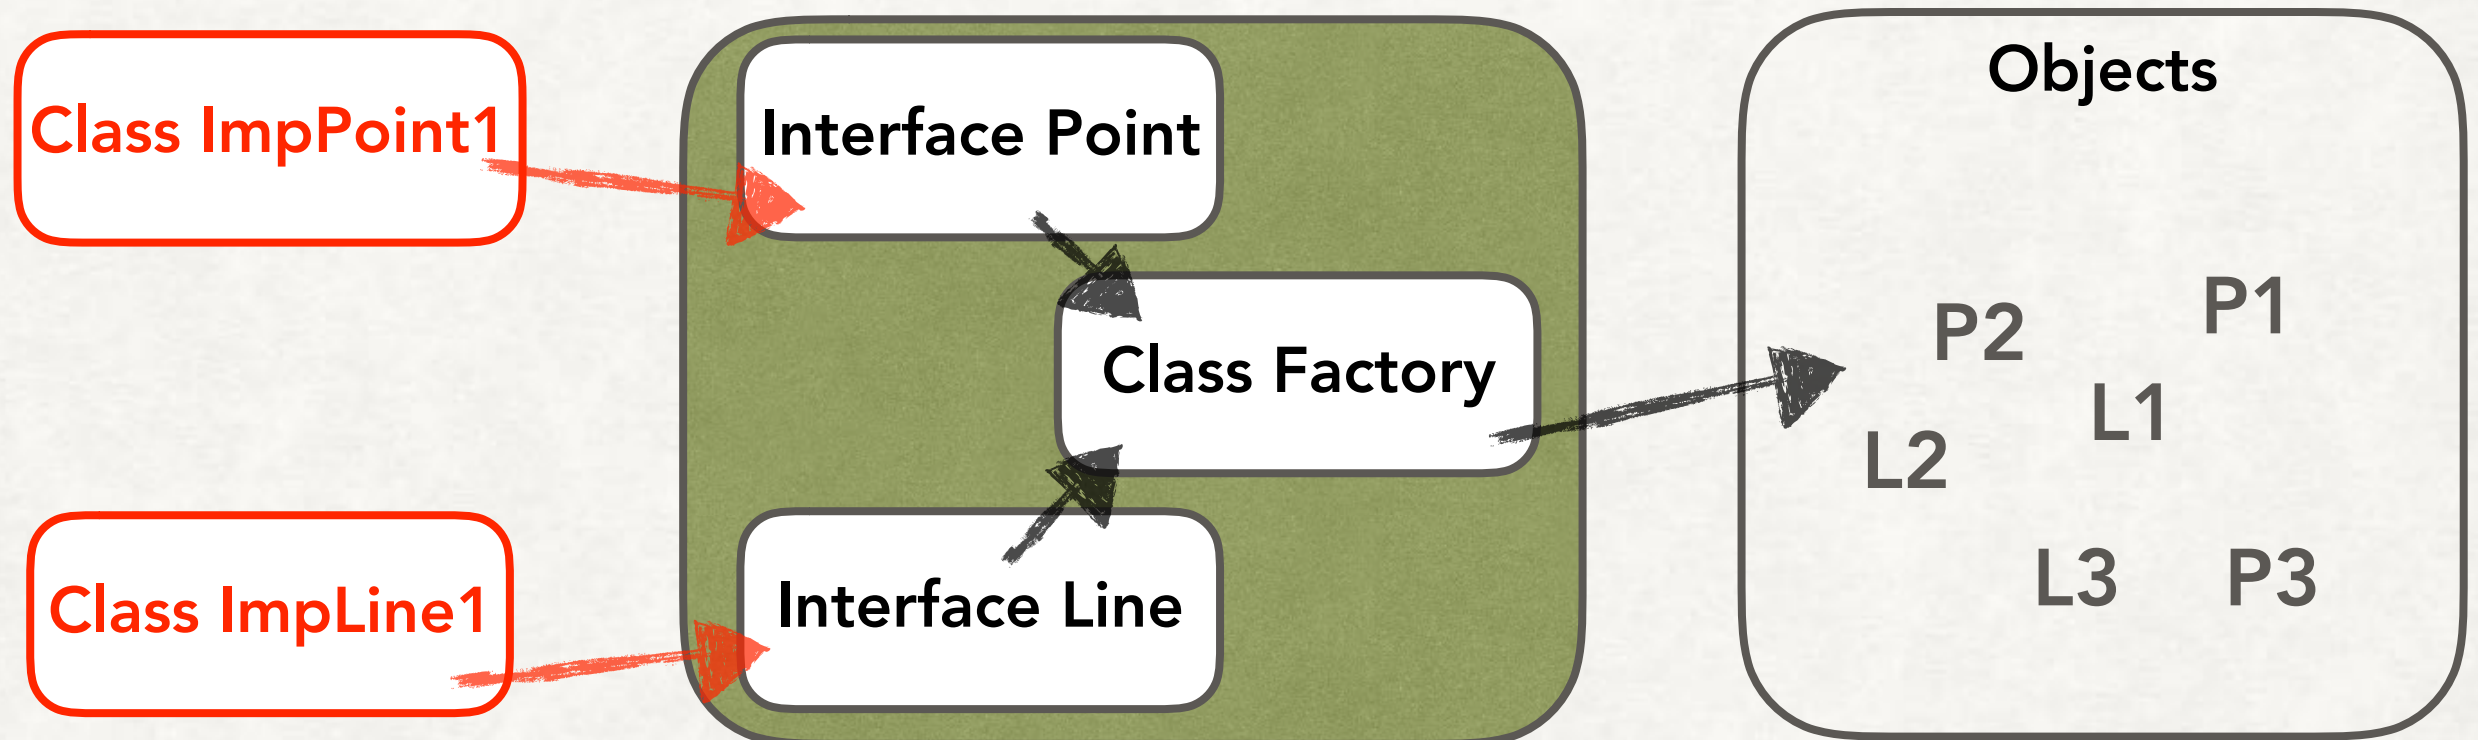 Class ImpPoint1
Interface Point
Class Factory
Class ImpLine1
Interface Line
Objects
P2
P1
L1
L2
L3
P3